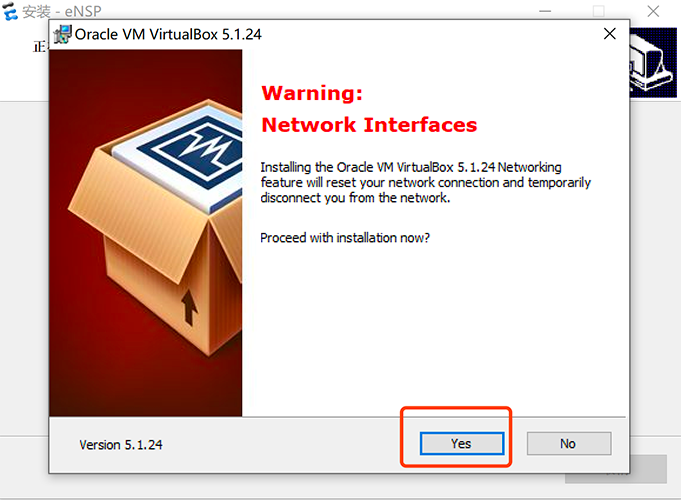 安装 - eNSP
Oracle VM VirtualBox 5.1.24
正
Warning:
Network Interfaces
Installing the Oracle VM VirtualBox 5.1.24 Networking
feature will reset your network connection and temporarily
disconnect you from the network.
Proceed with installation now?
Version 5.1.24
Yes
No